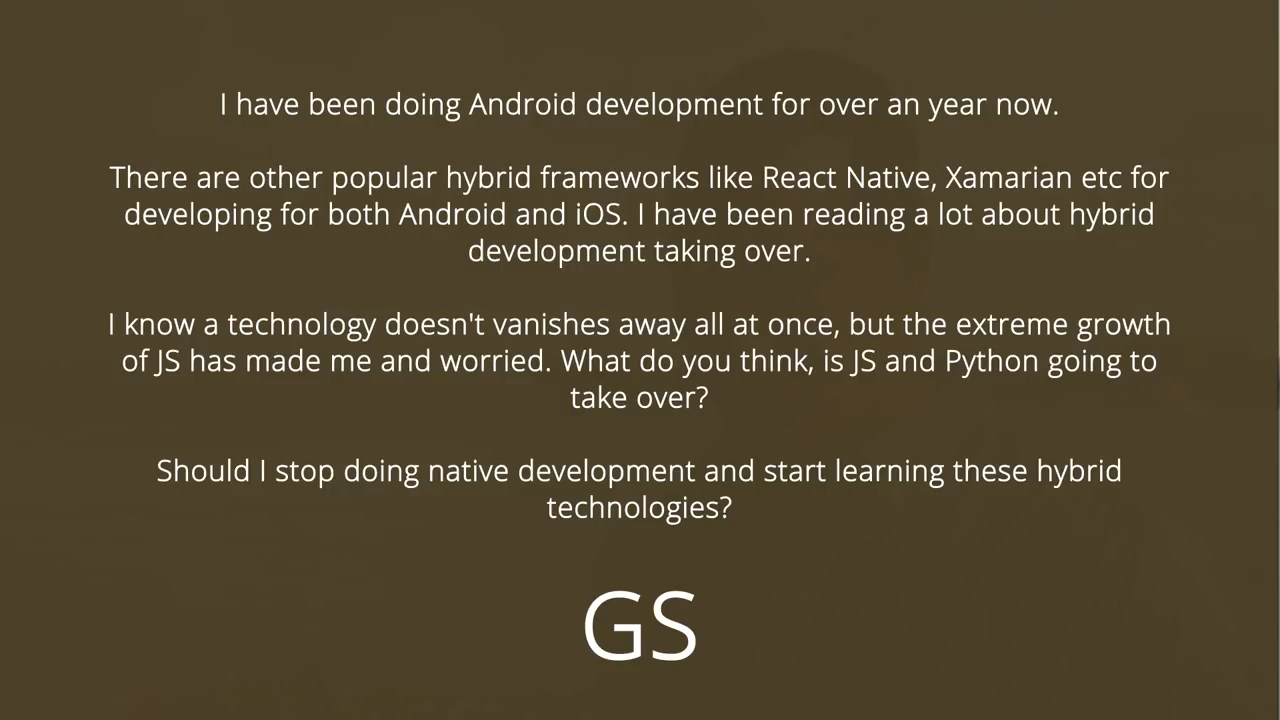 I have been doing Android development for over an year now.
There are other popular hybrid frameworks like React Native, Xamarian etc for
developing for both Android and iOS. I have been reading a lot about hybrid
development taking over.
I know a technology doesn't vanishes away all at once, but the extreme growth
of JS has made me and worried. What do you think, is JS and Python going to
take over?
Should I stop doing native development and start learning these hybrid
technologies?
GS